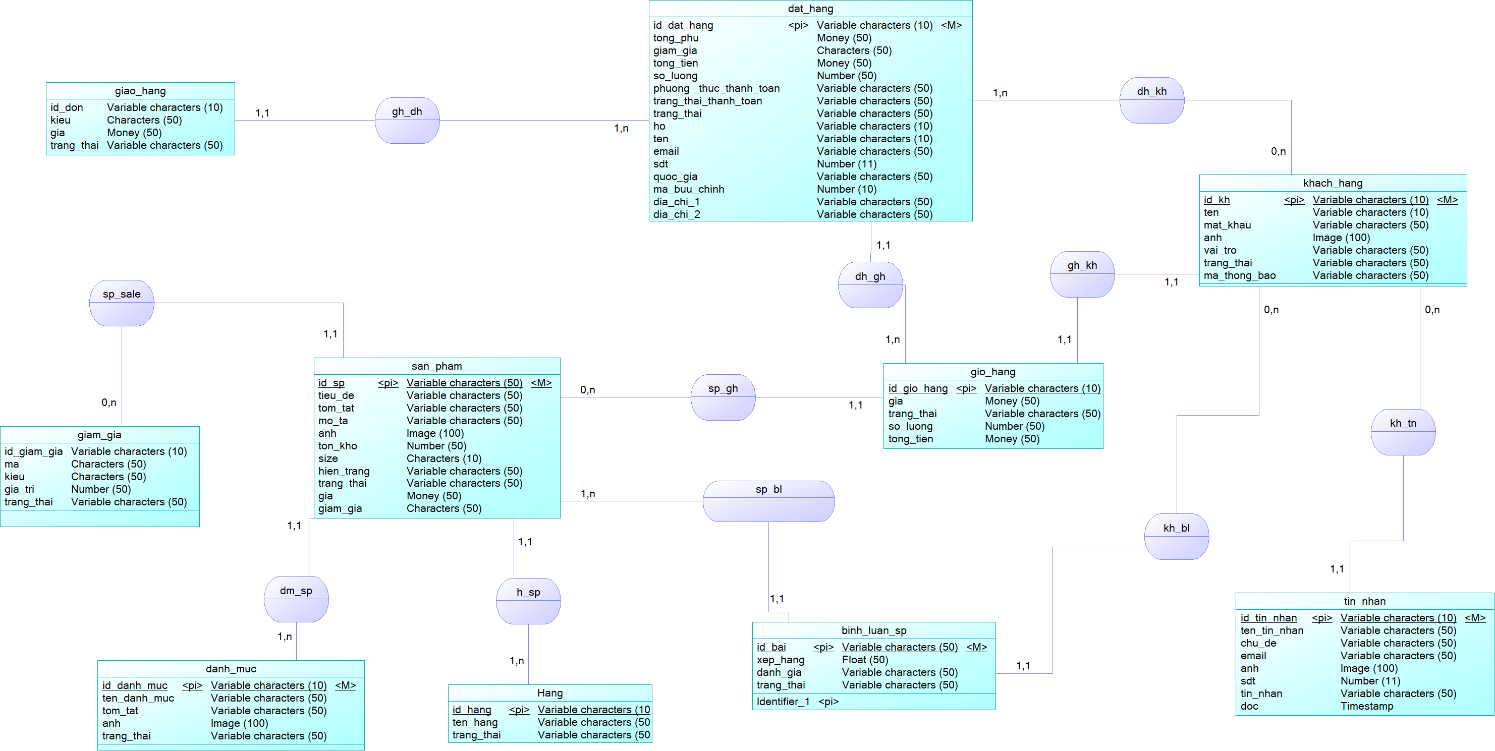 dat_hang
id_dat_hang <pi> Variable characters (10) <M>
tong_phu Money (50)
giam_gia Characters (50)
tong_tien Money (50)
so_luong Number (50)
phuong _thuc_thanh_toan Variable characters (50)
trang_thai_thanh_toan Variable characters (50)
trang_thai Variable characters (50)
ho Variable characters (10)
ten Variable characters (10)
email Variable characters (50)
sdt Number (11)
quoc_gia Variable characters (50)
ma_buu_chinh Number (10)
dia_chi_1 Variable characters (50)
dia_chi_2 Variable characters (50)
giao_hang
id_don Variable characters (10)
kieu Characters (50)
gia Money (50)
trang_thai Variable characters (50)
1,1
gh_dh
1,n
1,n
dh_kh
0,n
khach_hang
id_kh <pi> Variable characters (10) <M>
ten Variable characters (10)
mat_khau Variable characters (50)
anh Image (100)
vai_tro Variable characters (50)
trang_thai Variable characters (50)
ma_thong_bao Variable characters (50)
1,1
dh_gh
1,n
gh_kh
1,1
1,1
0,n
0,n
sp_sale
1,1
0,n
san_pham
id_sp <pi> Variable characters (50) <M>
tieu_de Variable characters (50)
tom_tat Variable characters (50)
mo_ta Variable characters (50)
anh Image (100)
ton_kho Number (50)
size Characters (10)
hien_trang Variable characters (50)
trang_thai Variable characters (50)
gia Money (50)
giam_gia Characters (50)
0,n
sp_gh
1,1
gio_hang
id_gio_hang <pi> Variable characters (10)
gia Money (50)
trang_thai Variable characters (50)
so_luong Number (50)
tong_tien Money (50)
giam_gia
id_giam_gia Variable characters (10)
ma Characters (50)
kieu Characters (50)
gia_tri Number (50)
trang_thai Variable characters (50)
kh_tn
1,1
1,n
sp_bl
1,1
kh_bl
1,1
1,1
dm_sp
1,n
1,1
h_sp
1,n
danh_muc
id_danh_muc <pi> Variable characters (10) <M>
ten_danh_muc Variable characters (50)
tom_tat Variable characters (50)
anh Image (100)
trang_thai Variable characters (50)
Hang
id_hang <pi> Variable characters (10
ten_hang Variable characters (50
trang_thai Variable characters (50
binh_luan_sp
id_bai <pi> Variable characters (50) <M>
xep_hang Float (50)
danh_gia Variable characters (50)
trang_thai Variable characters (50)
Identifier_1 <pi>
tin_nhan
id_tin_nhan <pi> Variable characters (10) <M>
ten_tin_nhan Variable characters (50)
chu_de Variable characters (50)
email Variable characters (50)
anh Image (100)
sdt Number (11)
tin_nhan Variable characters (50)
doc Timestamp